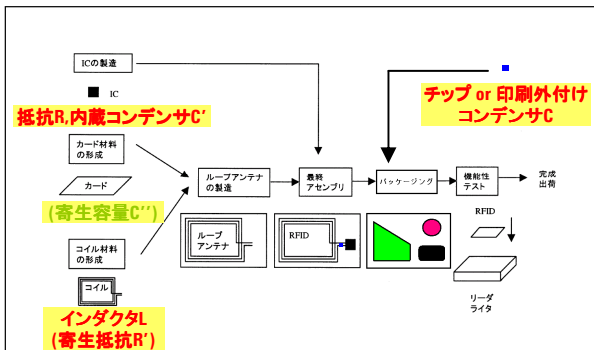 ICの製造
IC
抵抗R,内蔵コンデンサC'
チップ or 印刷外付け
コンデンサC
カード材料
の形成
カード
(寄生容量C'')
コイル材料
の形成
コイル
インダクタL
(寄生抵抗R')
ループアンテナ
の製造
最終
アセンブリ
パッケージング
機能性
テスト
完成
出荷
ループ
アンテナ
RFID
RFID
リーダ
ライタ